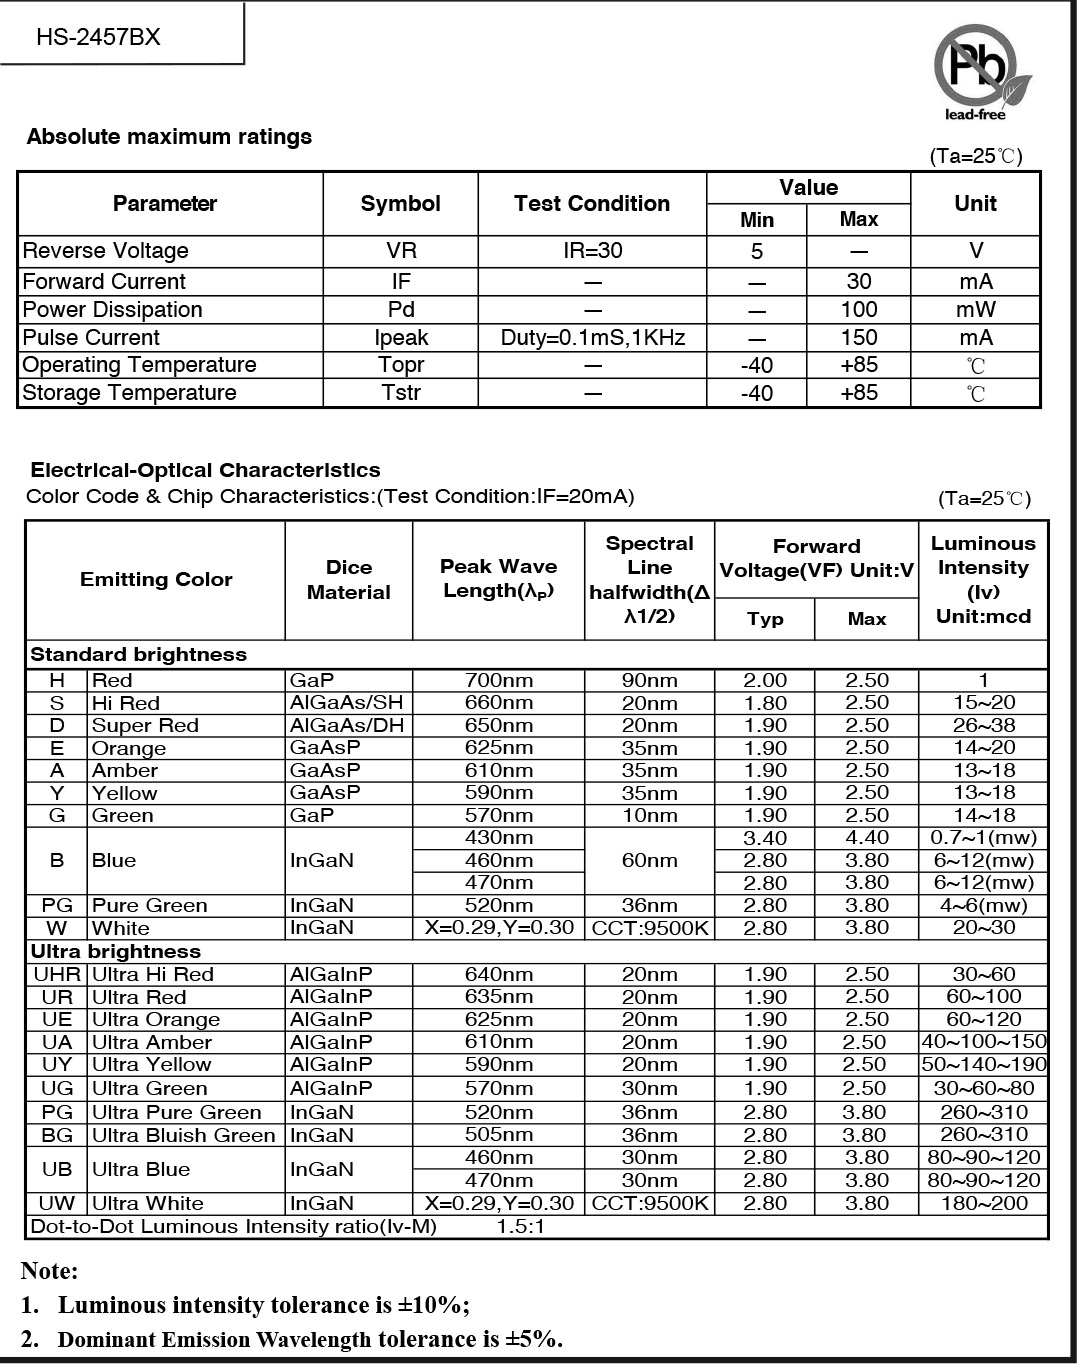 HS-2457BX
Pb
lead-free
Absolute maximum ratings
(Ta=25℃)
Parameter Symbol Test Condition Value Unit
Min Max
Reverse Voltage VR IR=30 5 — V
Forward Current IF — — 30 mA
Power Dissipation Pd — — 100 mW
Pulse Current Ipeak Duty=0.1mS,1KHz — 150 mA
Operating Temperature Topr — -40 +85 ℃
Storage Temperature Tstr — -40 +85 ℃
Electrical-Optical Characteristics
Color Code & Chip Characteristics:(Test Condition:IF=20mA) (Ta=25℃)
Emitting Color Dice Material Peak Wave Length(λP) Spectral Line halfwidth(Δλ1/2) Forward Voltage(VF) Unit:V Luminous Intensity (Iv) Unit:mcd
Typ Max
Standard brightness
H Red GaP 700nm 90nm 2.00 2.50 1
S Hi Red AlGaAs/SH 660nm 20nm 1.80 2.50 15~20
D Super Red AlGaAs/DH 650nm 20nm 1.90 2.50 26~38
E Orange GaAsP 625nm 35nm 1.90 2.50 14~20
A Amber GaAsP 610nm 35nm 1.90 2.50 13~18
Y Yellow GaAsP 590nm 35nm 1.90 2.50 13~18
G Green GaP 570nm 10nm 1.90 2.50 14~18
430nm 3.40 4.40 0.7~1(mw)
B Blue InGaN 460nm 60nm 2.80 3.80 6~12(mw)
470nm 2.80 3.80 6~12(mw)
PG Pure Green InGaN 520nm 36nm 2.80 3.80 4~6(mw)
W White InGaN X=0.29,Y=0.30 CCT:9500K 2.80 3.80 20~30
Ultra brightness
UHR Ultra Hi Red AlGaInP 640nm 20nm 1.90 2.50 30~60
UR Ultra Red AlGaInP 635nm 20nm 1.90 2.50 60~100
UE Ultra Orange AlGaInP 625nm 20nm 1.90 2.50 60~120
UA Ultra Amber AlGaInP 610nm 20nm 1.90 2.50 40~100~150
UY Ultra Yellow AlGaInP 590nm 20nm 1.90 2.50 50~140~190
UG Ultra Green AlGaInP 570nm 30nm 1.90 2.50 30~60~80
PG Ultra Pure Green InGaN 520nm 36nm 2.80 3.80 260~310
BG Ultra Bluish Green InGaN 505nm 36nm 2.80 3.80 260~310
UB Ultra Blue InGaN 460nm 30nm 2.80 3.80 80~90~120
470nm 30nm 2.80 3.80 80~90~120
UW Ultra White InGaN X=0.29,Y=0.30 CCT:9500K 2.80 3.80 180~200
Dot-to-Dot Luminous Intensity ratio(Iv-M) 1.5:1
Note:
1. Luminous intensity tolerance is ±10%;
2. Dominant Emission Wavelength tolerance is ±5%.